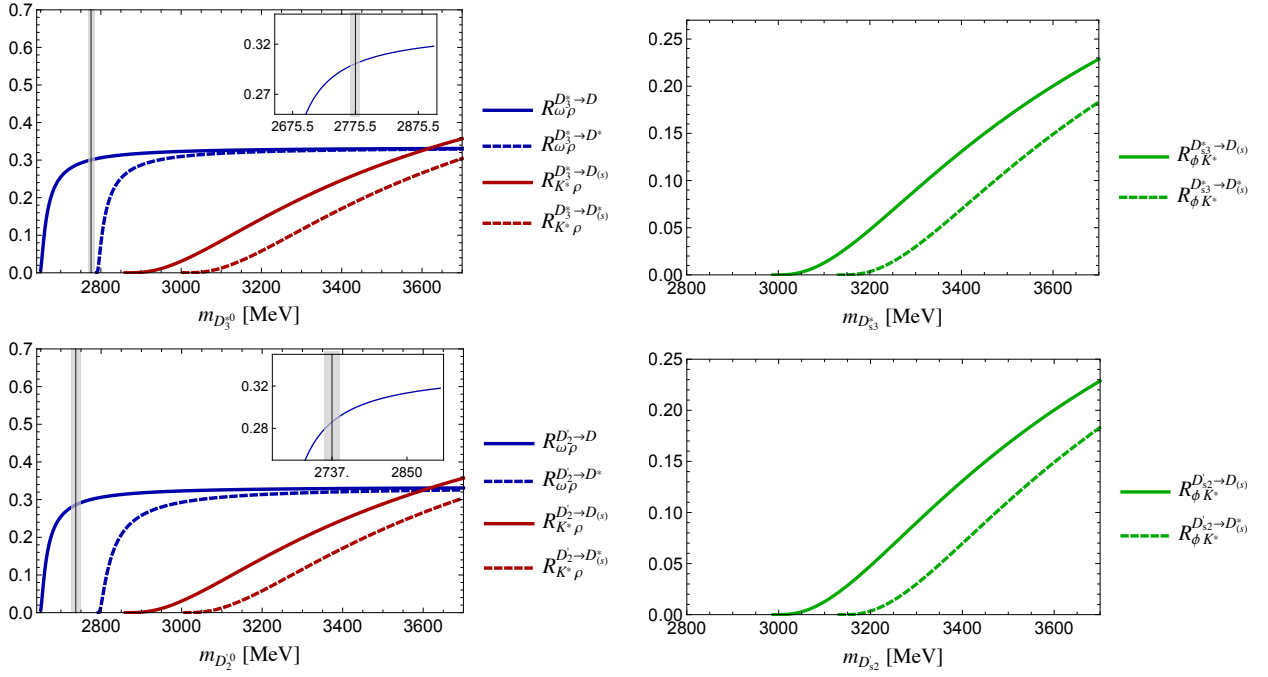 0.7
0.6
0.5
0.4
0.3
0.2
0.1
0.0
0.32
0.27
2675.5 2775.5 2875.5
2800 3000 3200 3400 3600
m_{D_3^{*0}} [MeV]
R_{ω ρ}^{D_3^*→D}
R_{ω ρ}^{D_3^*→D^*}
R_{K^* ρ}^{D_3^*→D_{(s)}}
R_{K^* ρ}^{D_3^*→D_{(s)}^*}
0.25
0.20
0.15
0.10
0.05
0.00
2800 3000 3200 3400 3600
m_{D_{s3}^*} [MeV]
R_{ϕ K^*}^{D_{s3}^*→D_{(s)}}
R_{ϕ K^*}^{D_{s3}^*→D_{(s)}^*}
0.7
0.6
0.5
0.4
0.3
0.2
0.1
0.0
0.32
0.28
2737. 2850
2800 3000 3200 3400 3600
m_{D_2^{'0}} [MeV]
R_{ω ρ}^{D_2^'→D}
R_{ω ρ}^{D_2^'→D^*}
R_{K^* ρ}^{D_2^'→D_{(s)}}
R_{K^* ρ}^{D_2^'→D_{(s)}^*}
0.25
0.20
0.15
0.10
0.05
0.00
2800 3000 3200 3400 3600
m_{D_{s2}^'} [MeV]
R_{ϕ K^*}^{D_{s2}^'→D_{(s)}}
R_{ϕ K^*}^{D_{s2}^'→D_{(s)}^*}